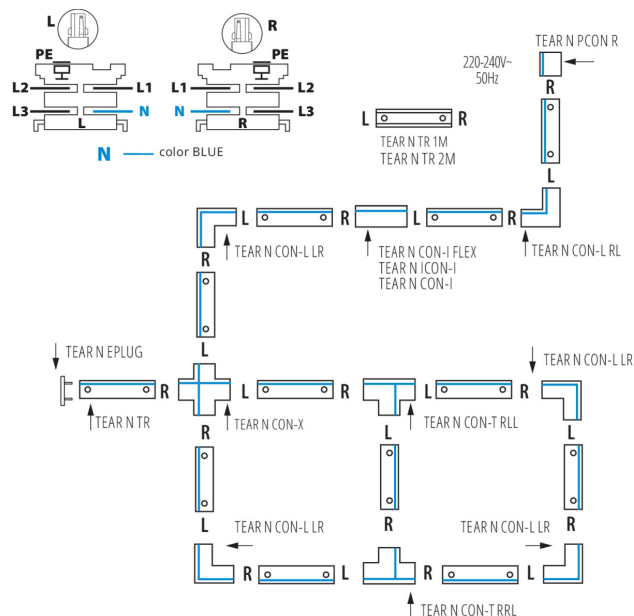 L
R
PE
PE
L2
L1
L1
L2
L3
N
N
L3
L
R
N
color BLUE
TEAR N PCON R
220-240V~
50Hz
R
L
R
TEAR N TR 1M
TEAR N TR 2M
L
L
R
L
R
TEAR N CON-L LR
TEAR N CON-I FLEX
TEAR N ICON-I
TEAR N CON-I
TEAR N CON-L RL
R
L
TEAR N EPLUG
TEAR N CON-L LR
R
L
R
L
R
TEAR N TR
TEAR N CON-X
TEAR N CON-T RLL
R
L
L
L
R
R
TEAR N CON-L LR
TEAR N CON-L LR
R
L
R
L
TEAR N CON-T RRL